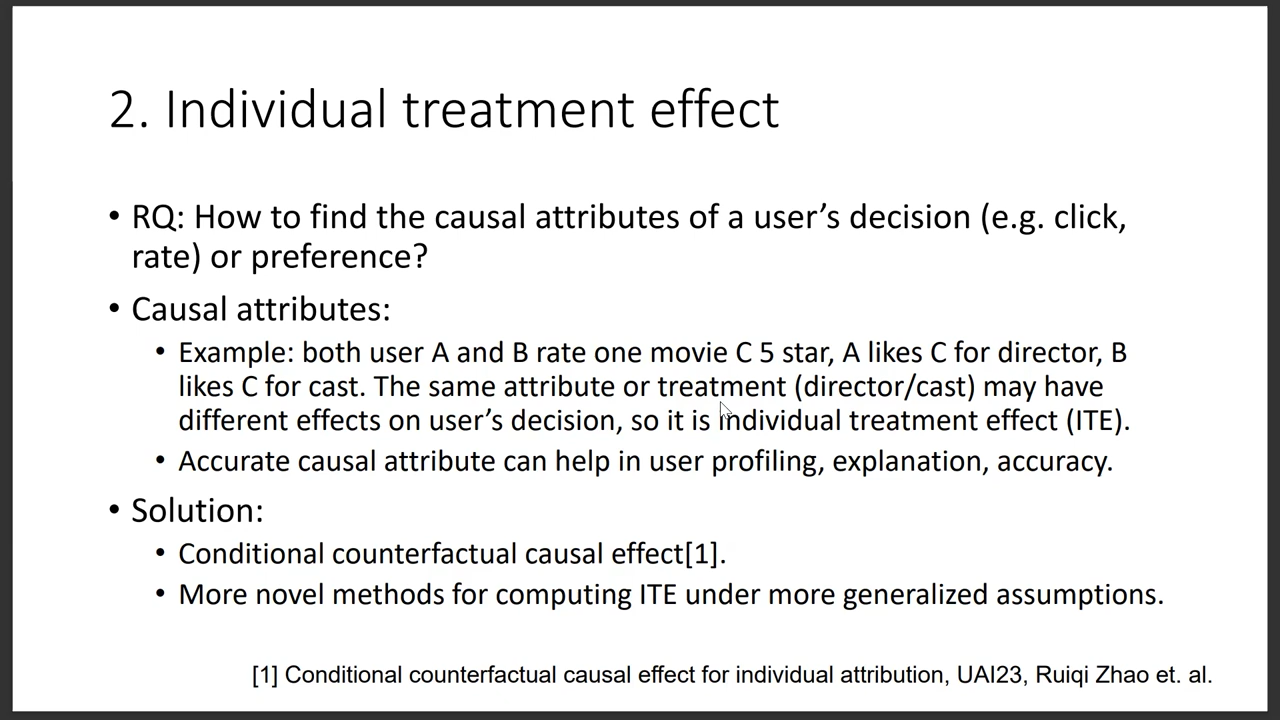 2. Individual treatment effect
• RQ: How to find the causal attributes of a user’s decision (e.g. click,
rate) or preference?
• Causal attributes:
• Example: both user A and B rate one movie C 5 star, A likes C for director, B
likes C for cast. The same attribute or treatment (director/cast) may have
different effects on user’s decision, so it is individual treatment effect (ITE).
• Accurate causal attribute can help in user profiling, explanation, accuracy.
• Solution:
• Conditional counterfactual causal effect[1].
• More novel methods for computing ITE under more generalized assumptions.
[1] Conditional counterfactual causal effect for individual attribution, UAI23, Ruiqi Zhao et. al.